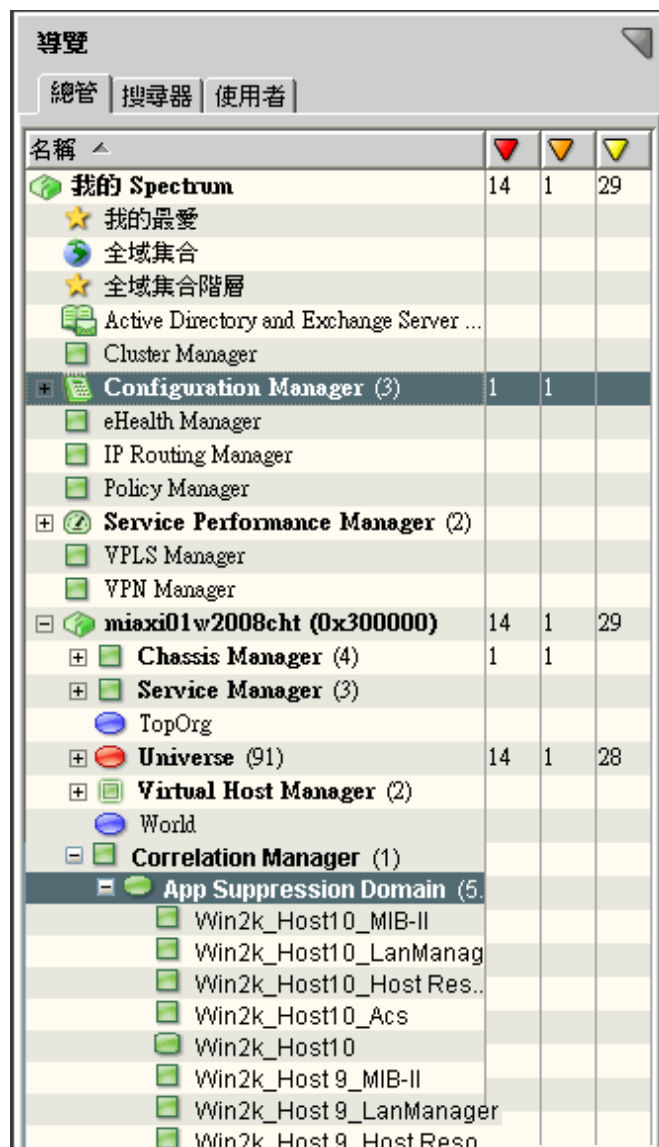 導覽
總管 搜尋器 使用者
名稱
我的 Spectrum 14 1 29
我的最愛
全域集合
全域集合階層
Active Directory and Exchange Server ...
Cluster Manager
Configuration Manager (3) 1 1
eHealth Manager
IP Routing Manager
Policy Manager
Service Performance Manager (2)
VPLS Manager
VPN Manager
miaxi01w2008cht (0x300000) 14 1 29
Chassis Manager (4) 1 1
Service Manager (3)
TopOrg
Universe (91) 14 1 28
Virtual Host Manager (2)
World
Correlation Manager (1)
App Suppression Domain (5.
Win2k_Host10_MIB-II
Win2k_Host10_LanManag
Win2k_Host10_Host Res..
Win2k_Host10_Acs
Win2k_Host10
Win2k_Host 9_MIB-II
Win2k_Host 9_LanManager
Win2k_Host 9_Host Reso